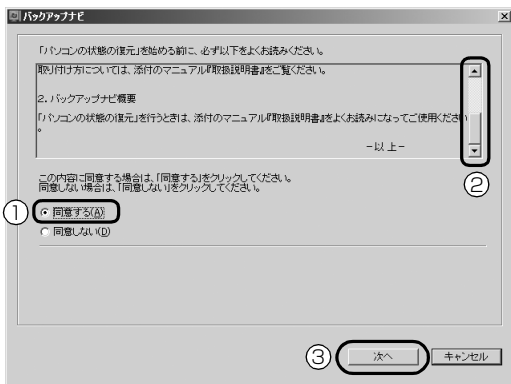 バックアップナビ
「パソコンの状態の復元」を始める前に、必ず以下をよくお読みください。
取り付け方については、添付のマニュアル『取扱説明書』をご覧ください。
2. バックアップナビ概要
「パソコンの状態の復元」を行うときは、添付のマニュアル『取扱説明書』をよくお読みになってご使用ください
。
－以 上－
②
この内容に同意する場合は、「同意する」をクリックしてください。
同意しない場合は、「同意しない」をクリックしてください。
① 同意する(A)
同意しない(D)
③ 次へ キャンセル